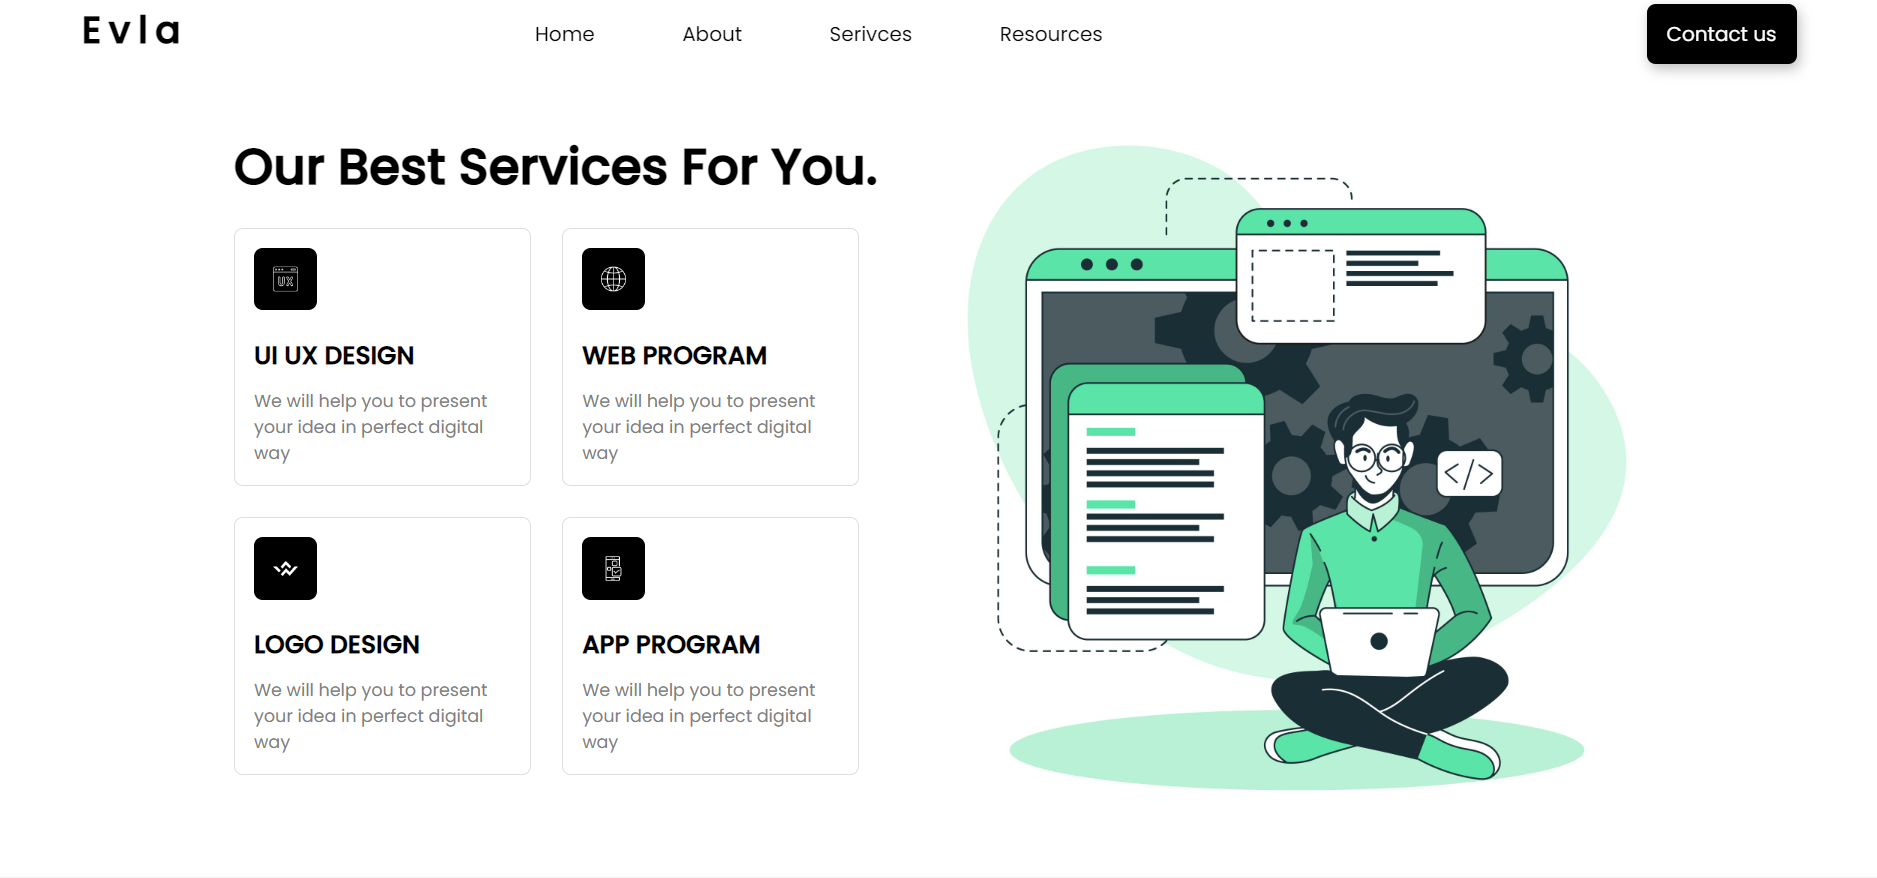 Evla
Home
About
Serivces
Resources
Contact us
Our Best Services For You.
UX
UI UX DESIGN
We will help you to present
your idea in perfect digital
way
WEB PROGRAM
We will help you to present
your idea in perfect digital
way
LOGO DESIGN
We will help you to present
your idea in perfect digital
way
APP PROGRAM
We will help you to present
your idea in perfect digital
way
</>